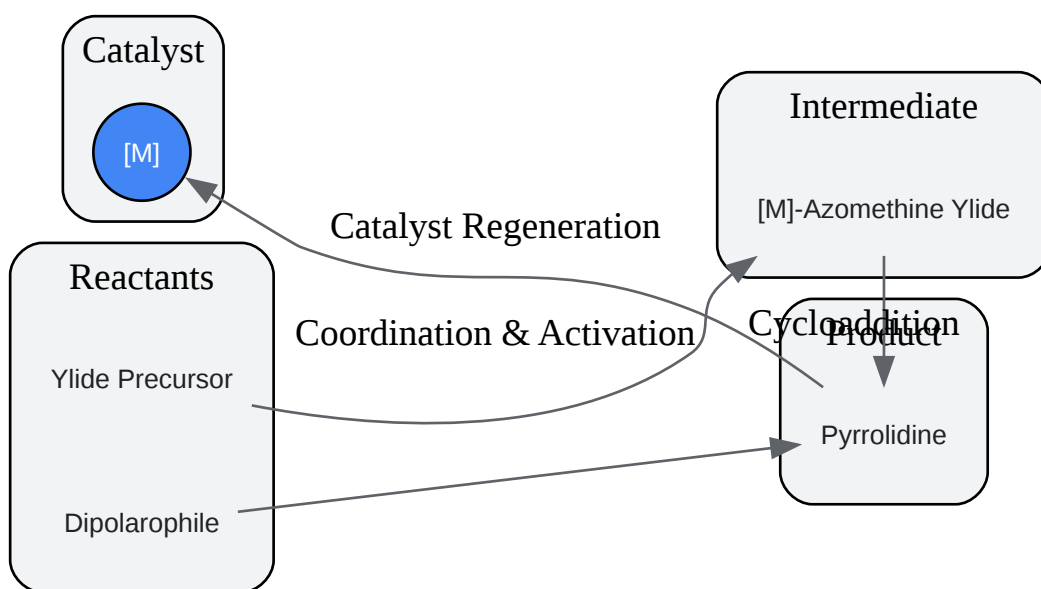 Catalyst
[M]
Intermediate
[M]-Azomethine Ylide
Catalyst Regeneration
Reactants
Coordination & Activation
Cycloaddition
Product
Ylide Precursor
Pyrrolidine
Dipolarophile